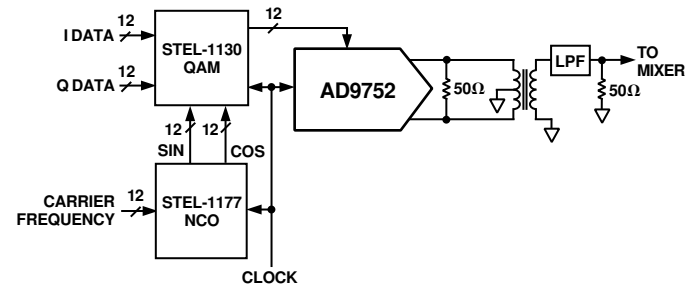 12
12
I DATA
STEL-1130
QAM
12
Q DATA
AD9752
50Ω
LPF
TO
MIXER
50Ω
12
12
SIN
COS
12
CARRIER
FREQUENCY
STEL-1177
NCO
CLOCK